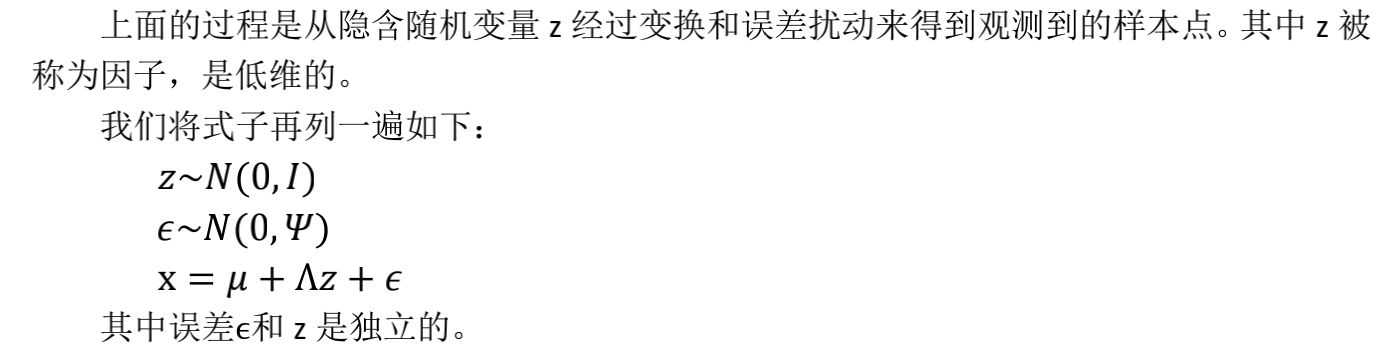 上面的过程是从隐含随机变量 z 经过变换和误差扰动来得到观测到的样本点。其中 z 被
称为因子，是低维的。
我们将式子再列一遍如下：
z~N(0, I)
ϵ~N(0, Ψ)
x = μ + Λz + ϵ
其中误差ϵ和 z 是独立的。